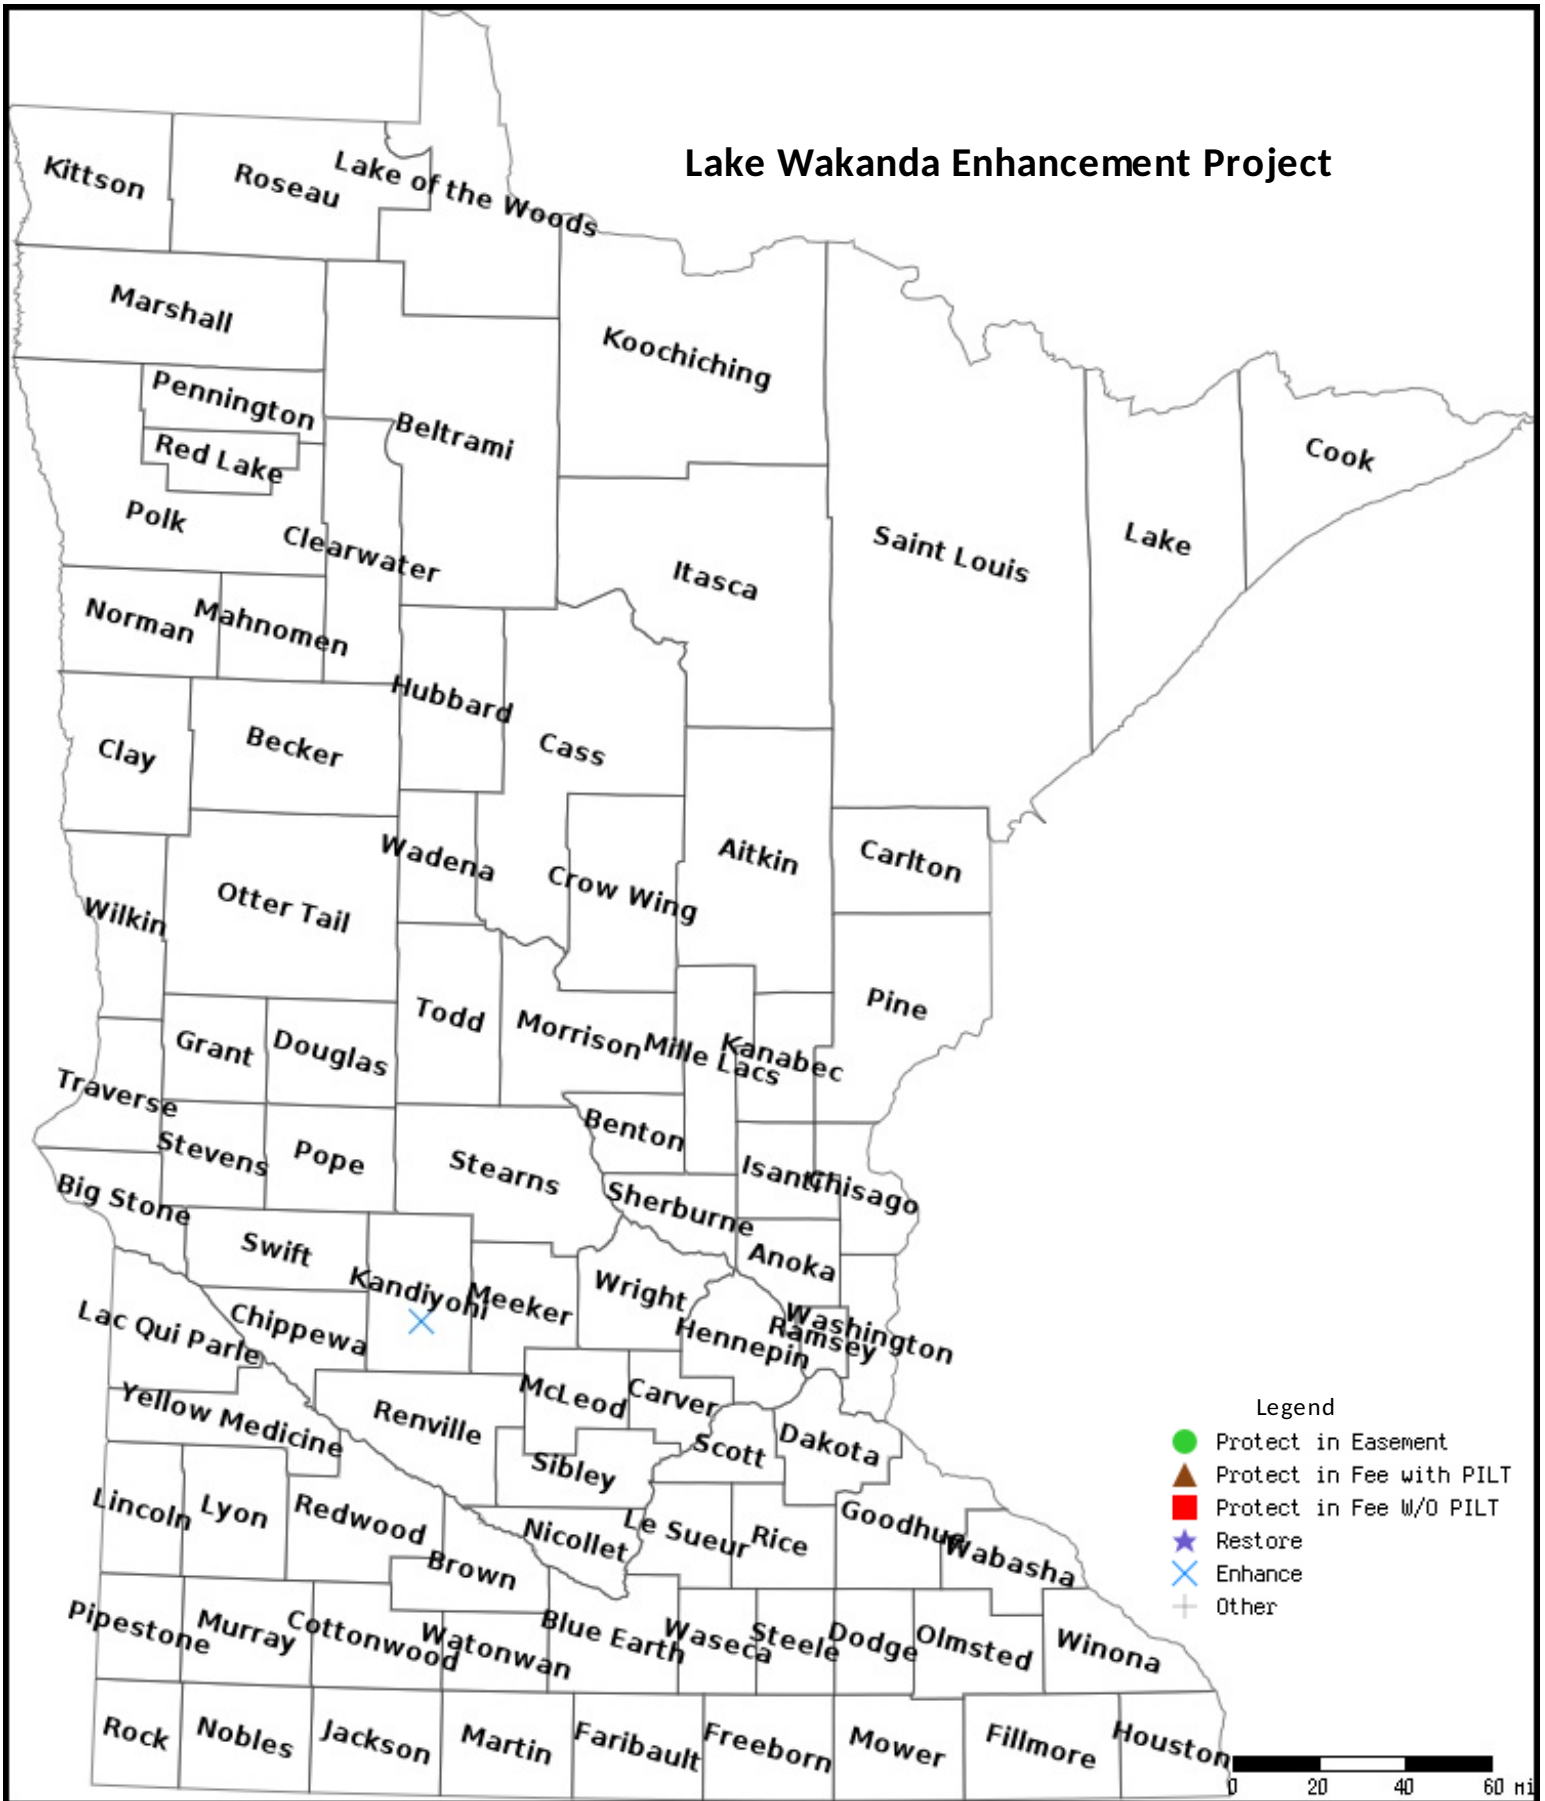 Lake Wakanda Enhancement Project
Kittson
Roseau
Lake of the Woods
Marshall
Koochiching
Pennington
Beltrami
Red Lake
Cook
Polk
Clearwater
Saint Louis
Lake
Itasca
Norman
Mahnomen
Hubbard
Clay
Becker
Cass
Wadena
Aitkin
Carlton
Wilkin
Otter Tail
Crow Wing
Pine
Todd
Morrison
Mille Lacs
Kanabec
Grant
Douglas
Traverse
Benton
Stevens
Pope
Stearns
Isanti
Chisago
Big Stone
Sherburne
Swift
Anoka
Kandiyohi
Meeker
Wright
Lac Qui Parle
Chippewa
Hennepin
Ramsey
Washington
Yellow Medicine
Renville
McLeod
Carver
Scott
Dakota
Sibley
Lincoln
Lyon
Redwood
Nicollet
Le Sueur
Rice
Goodhue
Wabasha
Brown
Pipestone
Murray
Cottonwood
Watonwan
Blue Earth
Waseca
Steele
Dodge
Olmsted
Winona
Rock
Nobles
Jackson
Martin
Faribault
Freeborn
Mower
Fillmore
Houston
Legend
Protect in Easement
Protect in Fee with PILT
Protect in Fee W/O PILT
Restore
Enhance
Other
0 20 40 60 mi